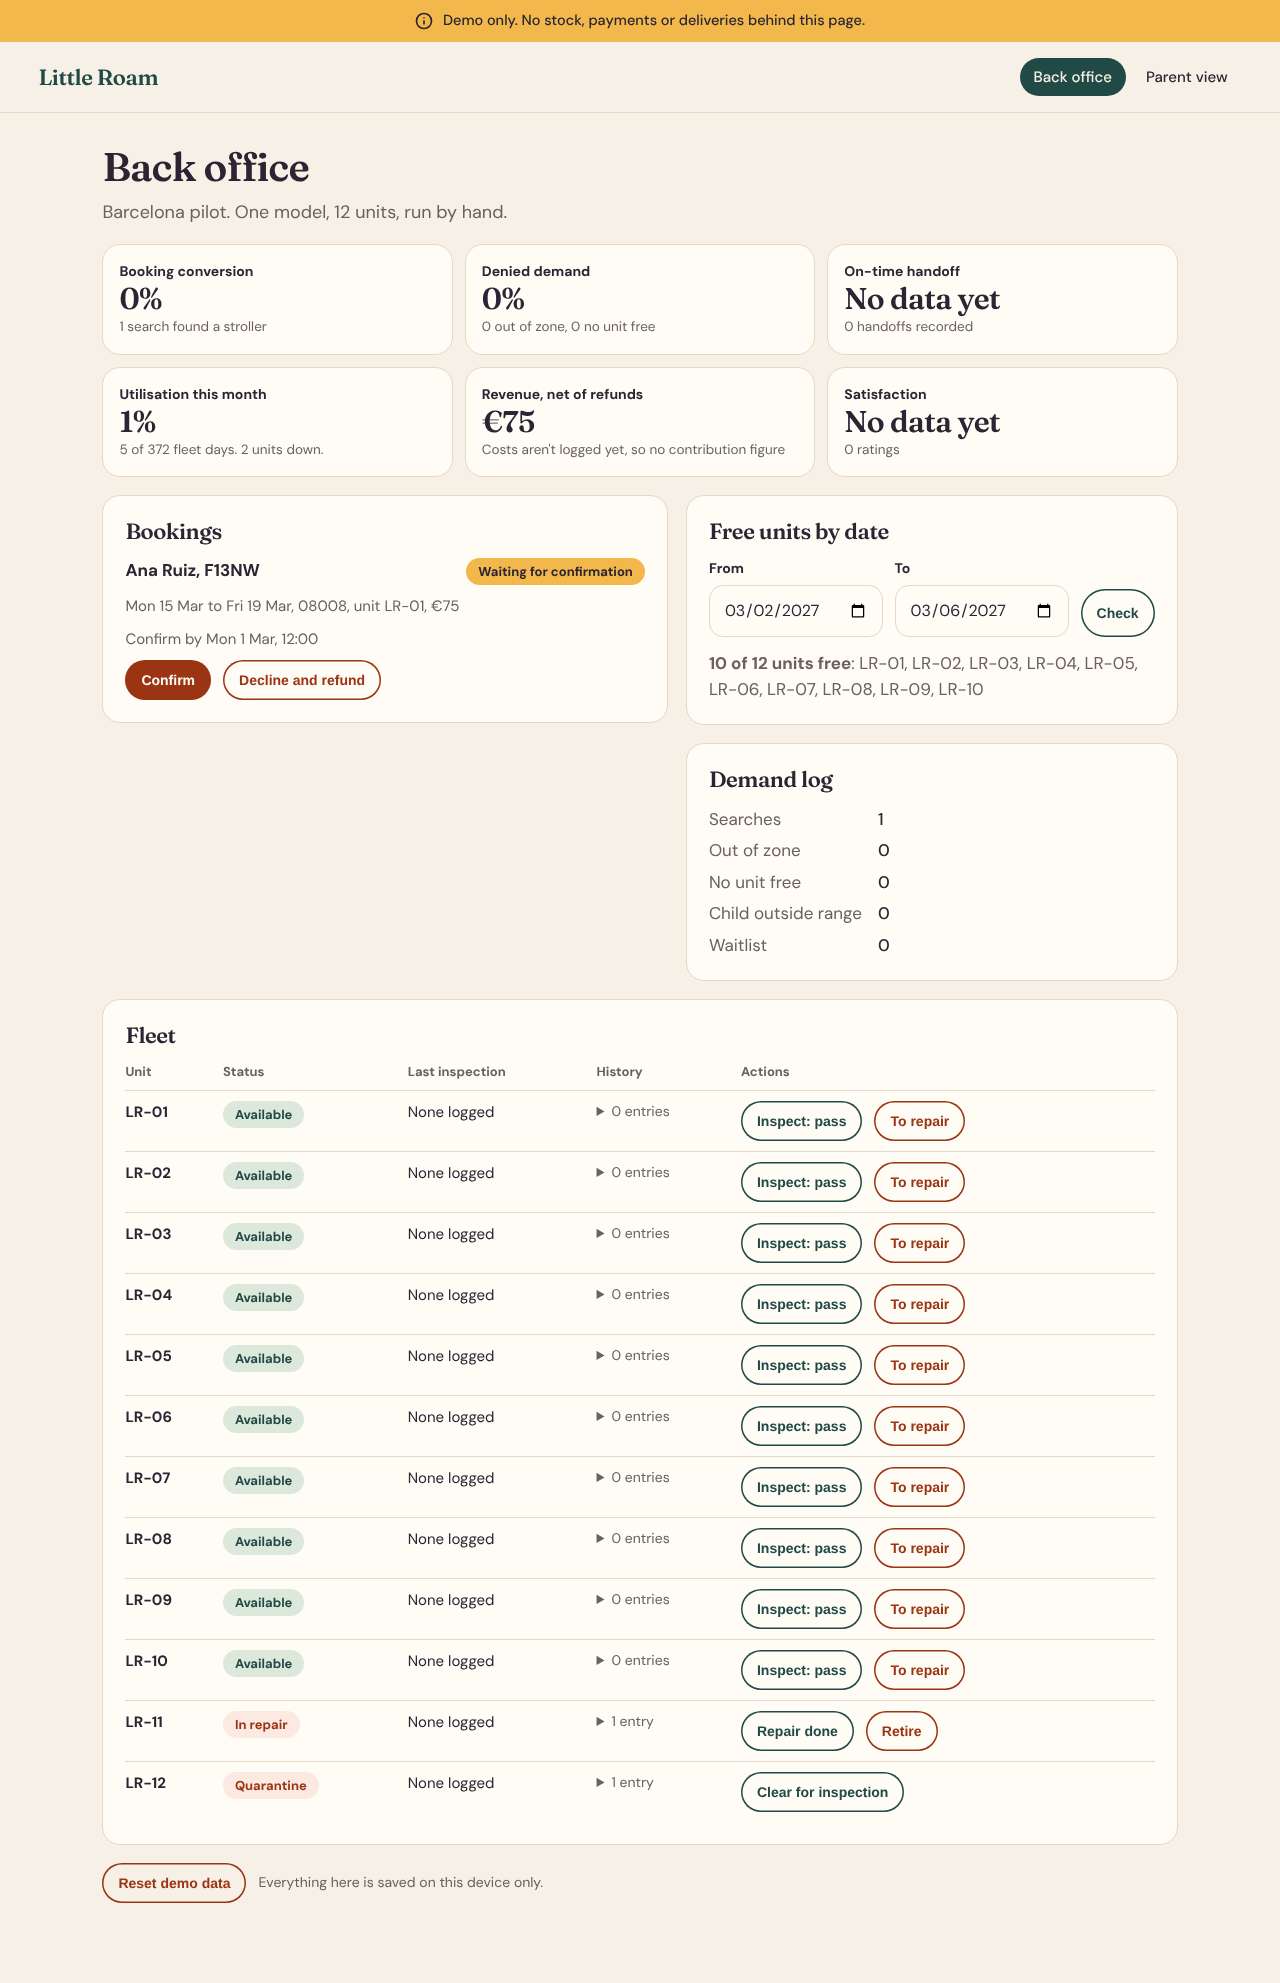 Demo only. No stock, payments or deliveries behind this page.
Little Roam
Back office
Parent view
Back office
Barcelona pilot. One model, 12 units, run by hand.
Booking conversion
0%
1 search found a stroller
Denied demand
0%
0 out of zone, 0 no unit free
On-time handoff
No data yet
0 handoffs recorded
Utilisation this month
1%
5 of 372 fleet days. 2 units down.
Revenue, net of refunds
€75
Costs aren't logged yet, so no contribution figure
Satisfaction
No data yet
0 ratings
Bookings
Ana Ruiz, F13NW
Waiting for confirmation
Mon 15 Mar to Fri 19 Mar, 08008, unit LR-01, €75
Confirm by Mon 1 Mar, 12:00
Confirm
Decline and refund
Free units by date
From
To
03/02/2027
03/06/2027
Check
10 of 12 units free: LR-01, LR-02, LR-03, LR-04, LR-05,
LR-06, LR-07, LR-08, LR-09, LR-10
Demand log
Searches 1
Out of zone 0
No unit free 0
Child outside range 0
Waitlist 0
Fleet
Unit Status Last inspection History Actions
LR-01 Available None logged 0 entries Inspect: pass To repair
LR-02 Available None logged 0 entries Inspect: pass To repair
LR-03 Available None logged 0 entries Inspect: pass To repair
LR-04 Available None logged 0 entries Inspect: pass To repair
LR-05 Available None logged 0 entries Inspect: pass To repair
LR-06 Available None logged 0 entries Inspect: pass To repair
LR-07 Available None logged 0 entries Inspect: pass To repair
LR-08 Available None logged 0 entries Inspect: pass To repair
LR-09 Available None logged 0 entries Inspect: pass To repair
LR-10 Available None logged 0 entries Inspect: pass To repair
LR-11 In repair None logged 1 entry Repair done Retire
LR-12 Quarantine None logged 1 entry Clear for inspection
Reset demo data
Everything here is saved on this device only.